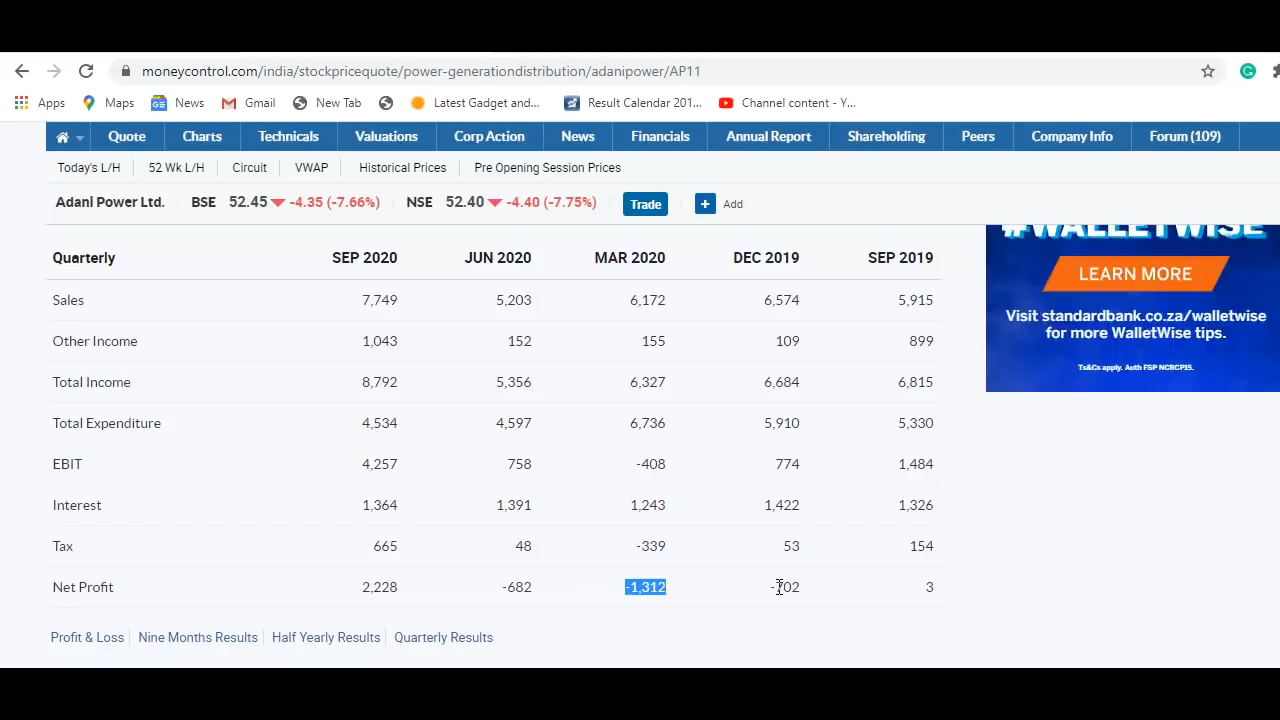 moneycontrol.com/india/stockpricequote/power-generationdistribution/adanipower/AP11
Apps Maps News Gmail New Tab Latest Gadget and... Result Calendar 201... Channel content - Y...
Quote Charts Technicals Valuations Corp Action News Financials Annual Report Shareholding Peers Company Info Forum (109)
Today's L/H 52 Wk L/H Circuit VWAP Historical Prices Pre Opening Session Prices
Adani Power Ltd. BSE 52.45 -4.35 (-7.66%) NSE 52.40 -4.40 (-7.75%) Trade + Add
#WALLETWISE
LEARN MORE
Visit standardbank.co.za/walletwise
for more WalletWise tips.
Ts&Cs apply. Auth FSP NCRCP15.
Quarterly SEP 2020 JUN 2020 MAR 2020 DEC 2019 SEP 2019
Sales 7,749 5,203 6,172 6,574 5,915
Other Income 1,043 152 155 109 899
Total Income 8,792 5,356 6,327 6,684 6,815
Total Expenditure 4,534 4,597 6,736 5,910 5,330
EBIT 4,257 758 -408 774 1,484
Interest 1,364 1,391 1,243 1,422 1,326
Tax 665 48 -339 53 154
Net Profit 2,228 -682 -1,312 -702 3
Profit & Loss Nine Months Results Half Yearly Results Quarterly Results